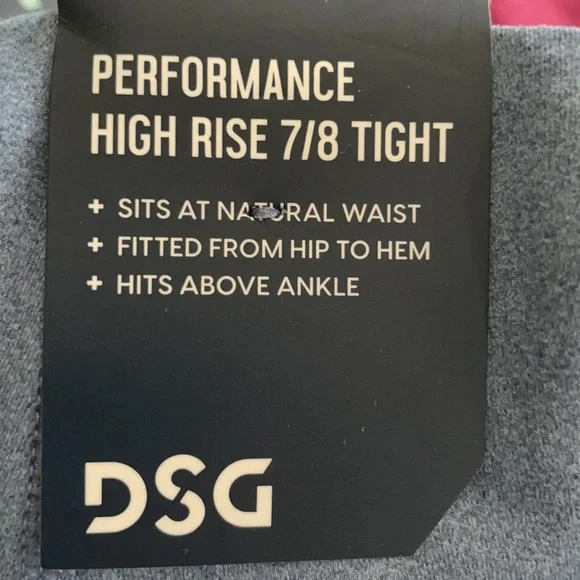 PERFORMANCE
HIGH RISE 7/8 TIGHT
+ SITS AT NATURAL WAIST
+ FITTED FROM HIP TO HEM
+ HITS ABOVE ANKLE
DSG